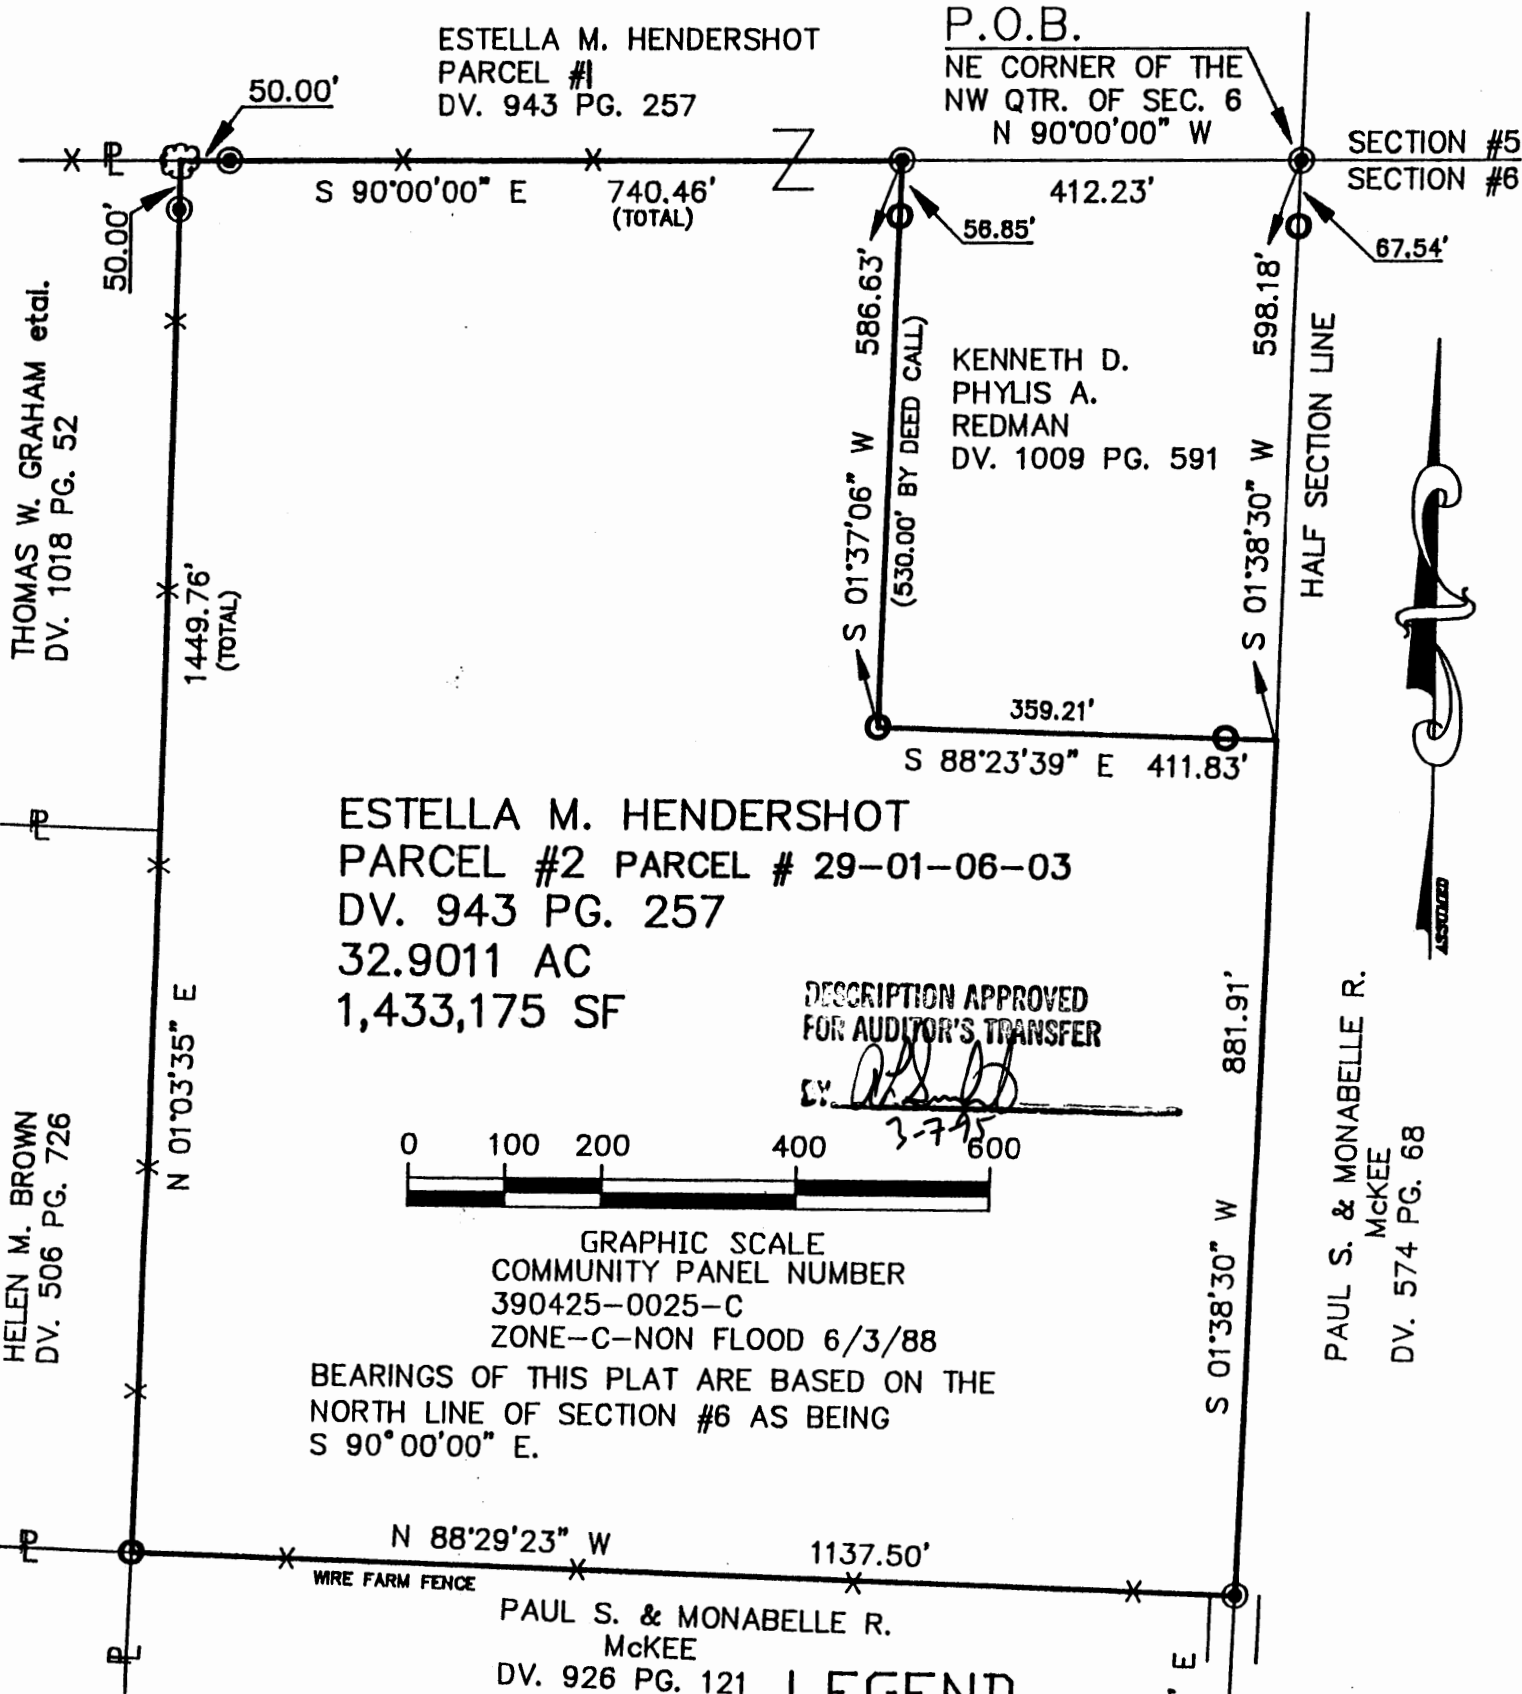 ESTELLA M. HENDERSHOT
PARCEL #1
DV. 943 PG. 257
P.O.B.
NE CORNER OF THE
NW QTR. OF SEC. 6
N 90°00'00" W
SECTION #5
SECTION #6
50.00'
50.00'
S 90°00'00" E
740.46'
(TOTAL)
412.23'
56.85'
67.54'
586.63'
S 01°37'06" W
(530.00' BY DEED CALL)
KENNETH D.
PHYLIS A.
REDMAN
DV. 1009 PG. 591
598.18'
S 01°38'30" W
HALF SECTION LINE
THOMAS W. GRAHAM etal.
DV. 1018 PG. 52
1449.76'
(TOTAL)
359.21'
S 88°23'39" E 411.83'
ESTELLA M. HENDERSHOT
PARCEL #2 PARCEL # 29-01-06-03
DV. 943 PG. 257
32.9011 AC
1,433,175 SF
DESCRIPTION APPROVED
FOR AUDITOR'S TRANSFER
BY
3-7-95
N 01°03'35" E
881.91'
S 01°38'30" W
PAUL S. & MONABELLE R.
McKEE
DV. 574 PG. 68
ASSUMED
HELEN M. BROWN
DV. 506 PG. 726
0 100 200 400 600
GRAPHIC SCALE
COMMUNITY PANEL NUMBER
390425-0025-C
ZONE-C-NON FLOOD 6/3/88
BEARINGS OF THIS PLAT ARE BASED ON THE
NORTH LINE OF SECTION #6 AS BEING
S 90°00'00" E.
N 88°29'23" W
1137.50'
WIRE FARM FENCE
PAUL S. & MONABELLE R.
McKEE
DV. 926 PG. 121
LEGEND
' E